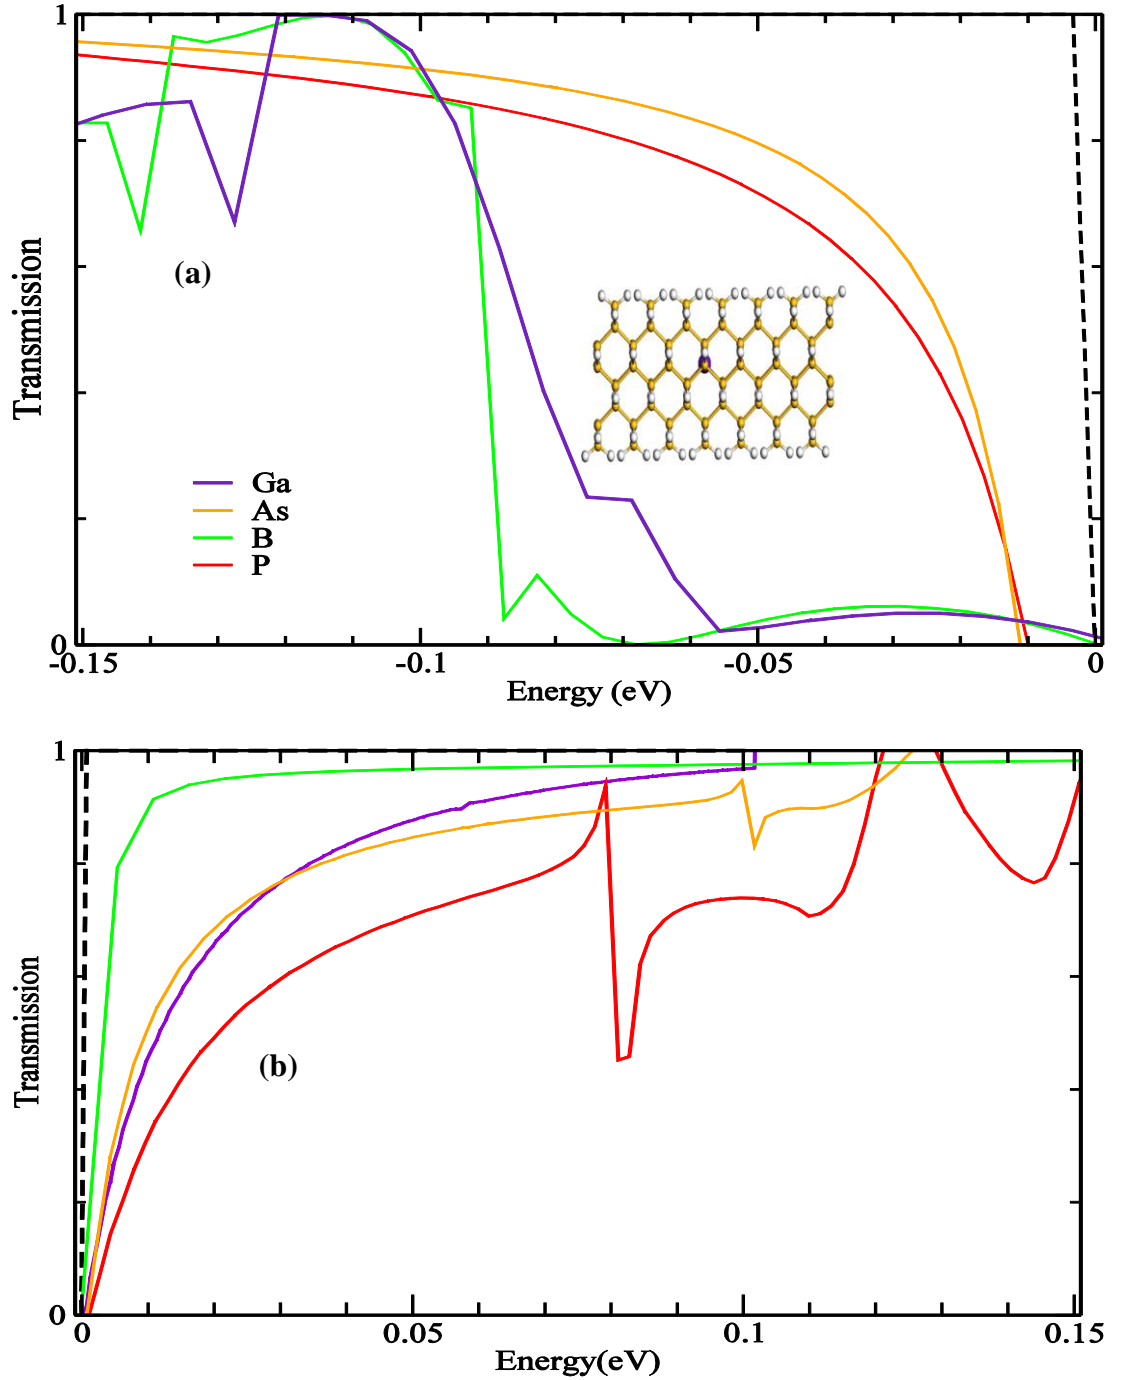 1
Transmission
(a)
Ga
As
B
P
0
-0.15 -0.1 -0.05 0
Energy (eV)
1
Transmission
(b)
0
0 0.05 0.1 0.15
Energy(eV)